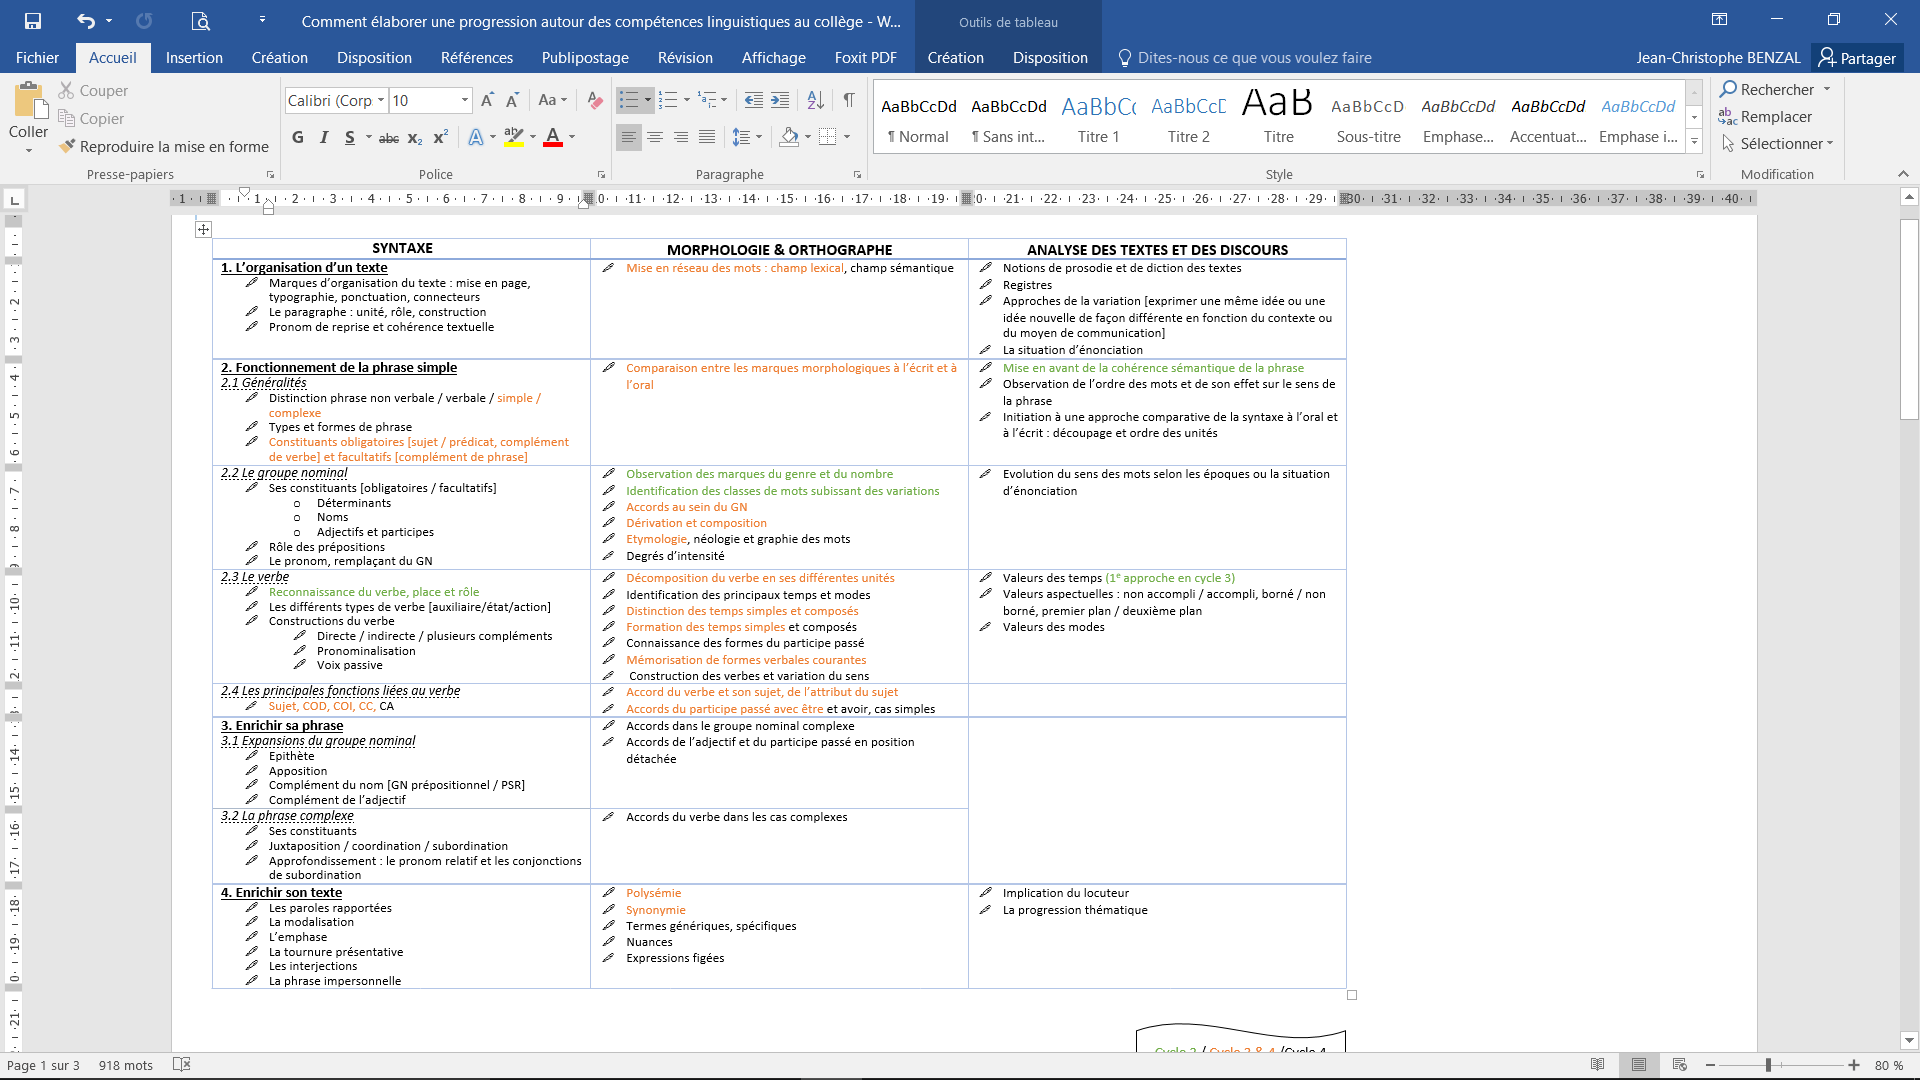 Comment élaborer une progression autour des compétences linguistiques au collège - W...
Outils de tableau
Fichier
Accueil
Insertion
Création
Disposition
Références
Publipostage
Révision
Affichage
Foxit PDF
Création
Disposition
Dites-nous ce que vous voulez faire
Jean-Christophe BENZAL
Partager
Coller
Couper
Copier
Reproduire la mise en forme
Presse-papiers
Calibri (Corp
10
Police
Paragraphe
AaBbCcDd
¶ Normal
AaBbCcDd
¶ Sans int...
AaBbCc
Titre 1
AaBbCcC
Titre 2
AaB
Titre
AaBbCcD
Sous-titre
AaBbCcDd
Emphase...
AaBbCcDd
Accentuat...
AaBbCcDd
Emphase i...
Style
Rechercher
Remplacer
Sélectionner
Modification
SYNTAXE
1. L’organisation d’un texte
Marques d’organisation du texte : mise en page,
typographie, ponctuation, connecteurs
Le paragraphe : unité, rôle, construction
Pronom de reprise et cohérence textuelle
MORPHOLOGIE & ORTHOGRAPHE
Mise en réseau des mots : champ lexical, champ sémantique
ANALYSE DES TEXTES ET DES DISCOURS
Notions de prosodie et de diction des textes
Registres
Approches de la variation [exprimer une même idée ou une
idée nouvelle de façon différente en fonction du contexte ou
du moyen de communication]
La situation d’énonciation
2. Fonctionnement de la phrase simple
2.1 Généralités
Distinction phrase non verbale / verbale / simple /
complexe
Types et formes de phrase
Constituants obligatoires [sujet / prédicat, complément
de verbe] et facultatifs [complément de phrase]
Comparaison entre les marques morphologiques à l’écrit et à
l’oral
Mise en avant de la cohérence sémantique de la phrase
Observation de l’ordre des mots et de son effet sur le sens de
la phrase
Initiation à une approche comparative de la syntaxe à l’oral et
à l’écrit : découpage et ordre des unités
2.2 Le groupe nominal
Ses constituants [obligatoires / facultatifs]
o Déterminants
o Noms
o Adjectifs et participes
Rôle des prépositions
Le pronom, remplaçant du GN
Observation des marques du genre et du nombre
Identification des classes de mots subissant des variations
Accords au sein du GN
Dérivation et composition
Etymologie, néologie et graphie des mots
Degrés d’intensité
Evolution du sens des mots selon les époques ou la situation
d’énonciation
2.3 Le verbe
Reconnaissance du verbe, place et rôle
Les différents types de verbe [auxiliaire/état/action]
Constructions du verbe
Directe / indirecte / plusieurs compléments
Pronominalisation
Voix passive
Décomposition du verbe en ses différentes unités
Identification des principaux temps et modes
Distinction des temps simples et composés
Formation des temps simples et composés
Connaissance des formes du participe passé
Mémorisation de formes verbales courantes
Construction des verbes et variation du sens
Valeurs des temps (1e approche en cycle 3)
Valeurs aspectuelles : non accompli / accompli, borné / non
borné, premier plan / deuxième plan
Valeurs des modes
2.4 Les principales fonctions liées au verbe
Sujet, COD, COI, CC, CA
Accord du verbe et son sujet, de l’attribut du sujet
Accords du participe passé avec être et avoir, cas simples
3. Enrichir sa phrase
3.1 Expansions du groupe nominal
Epithète
Apposition
Complément du nom [GN prépositionnel / PSR]
Complément de l’adjectif
Accords dans le groupe nominal complexe
Accords de l’adjectif et du participe passé en position
détachée
3.2 La phrase complexe
Ses constituants
Juxtaposition / coordination / subordination
Approfondissement : le pronom relatif et les conjonctions
de subordination
Accords du verbe dans les cas complexes
4. Enrichir son texte
Les paroles rapportées
La modalisation
L’emphase
La tournure présentative
Les interjections
La phrase impersonnelle
Polysémie
Synonymie
Termes génériques, spécifiques
Nuances
Expressions figées
Implication du locuteur
La progression thématique
Page 1 sur 3
918 mots
80 %